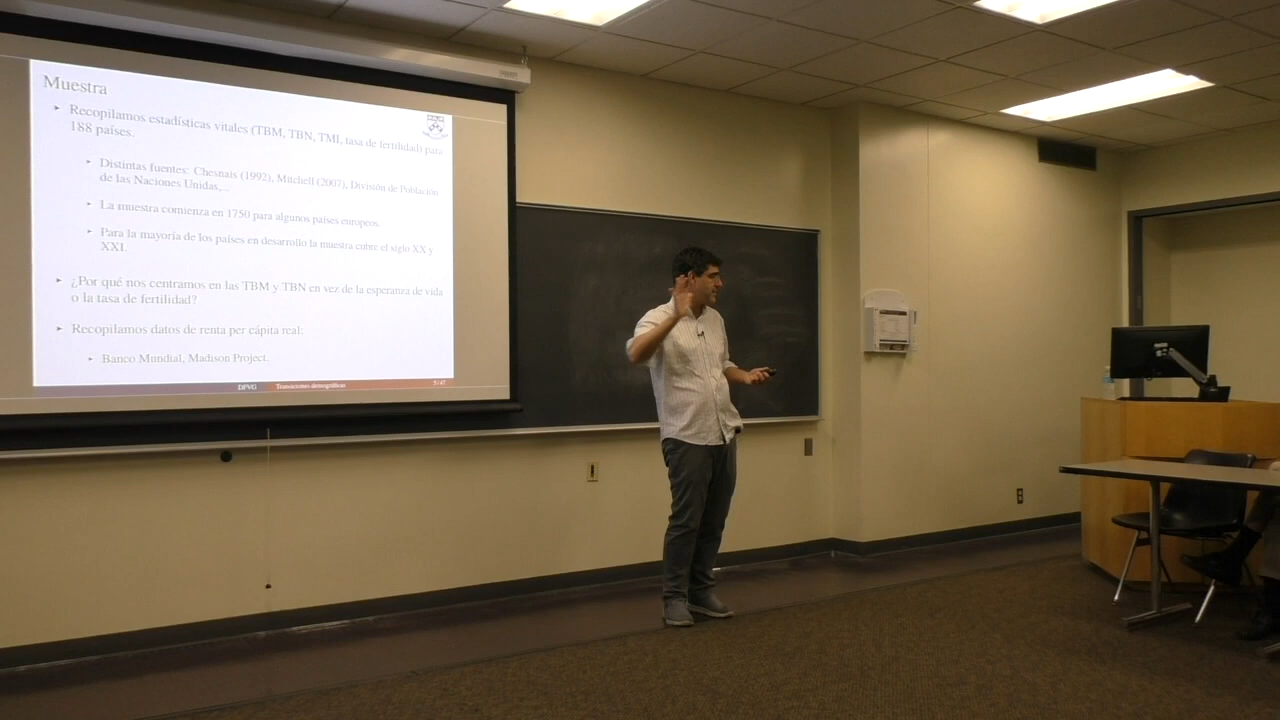 Muestra
Recopilamos estadísticas vitales (TBM, TBN, TMI, tasa de fertilidad) para
188 países.
Distintas fuentes: Chesnais (1992), Mitchell (2007), División de Población
de las Naciones Unidas,...
La muestra comienza en 1750 para algunos países europeos.
Para la mayoría de los países en desarrollo la muestra cubre el siglo XX y
XXI.
¿Por qué nos centramos en las TBM y TBN en vez de la esperanza de vida
o la tasa de fertilidad?
Recopilamos datos de renta per cápita real:
Banco Mundial, Madison Project.
DPVG Transiciones demográficas 5 / 47